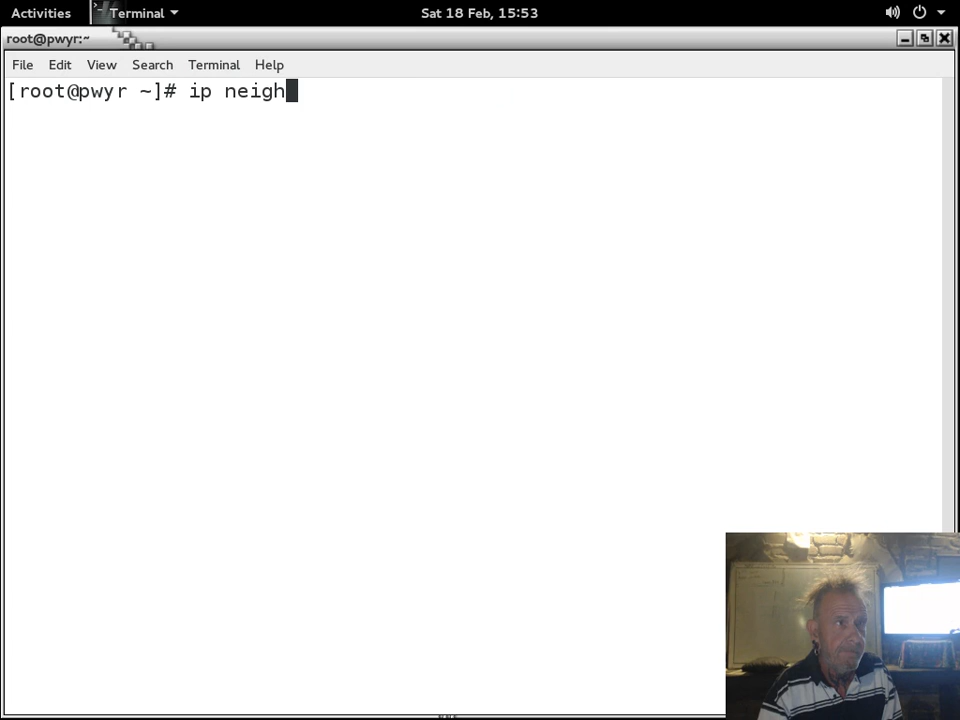 Activities
Terminal
Sat 18 Feb, 15:53
root@pwyr:~
File Edit View Search Terminal Help
[root@pwyr ~]# ip neigh